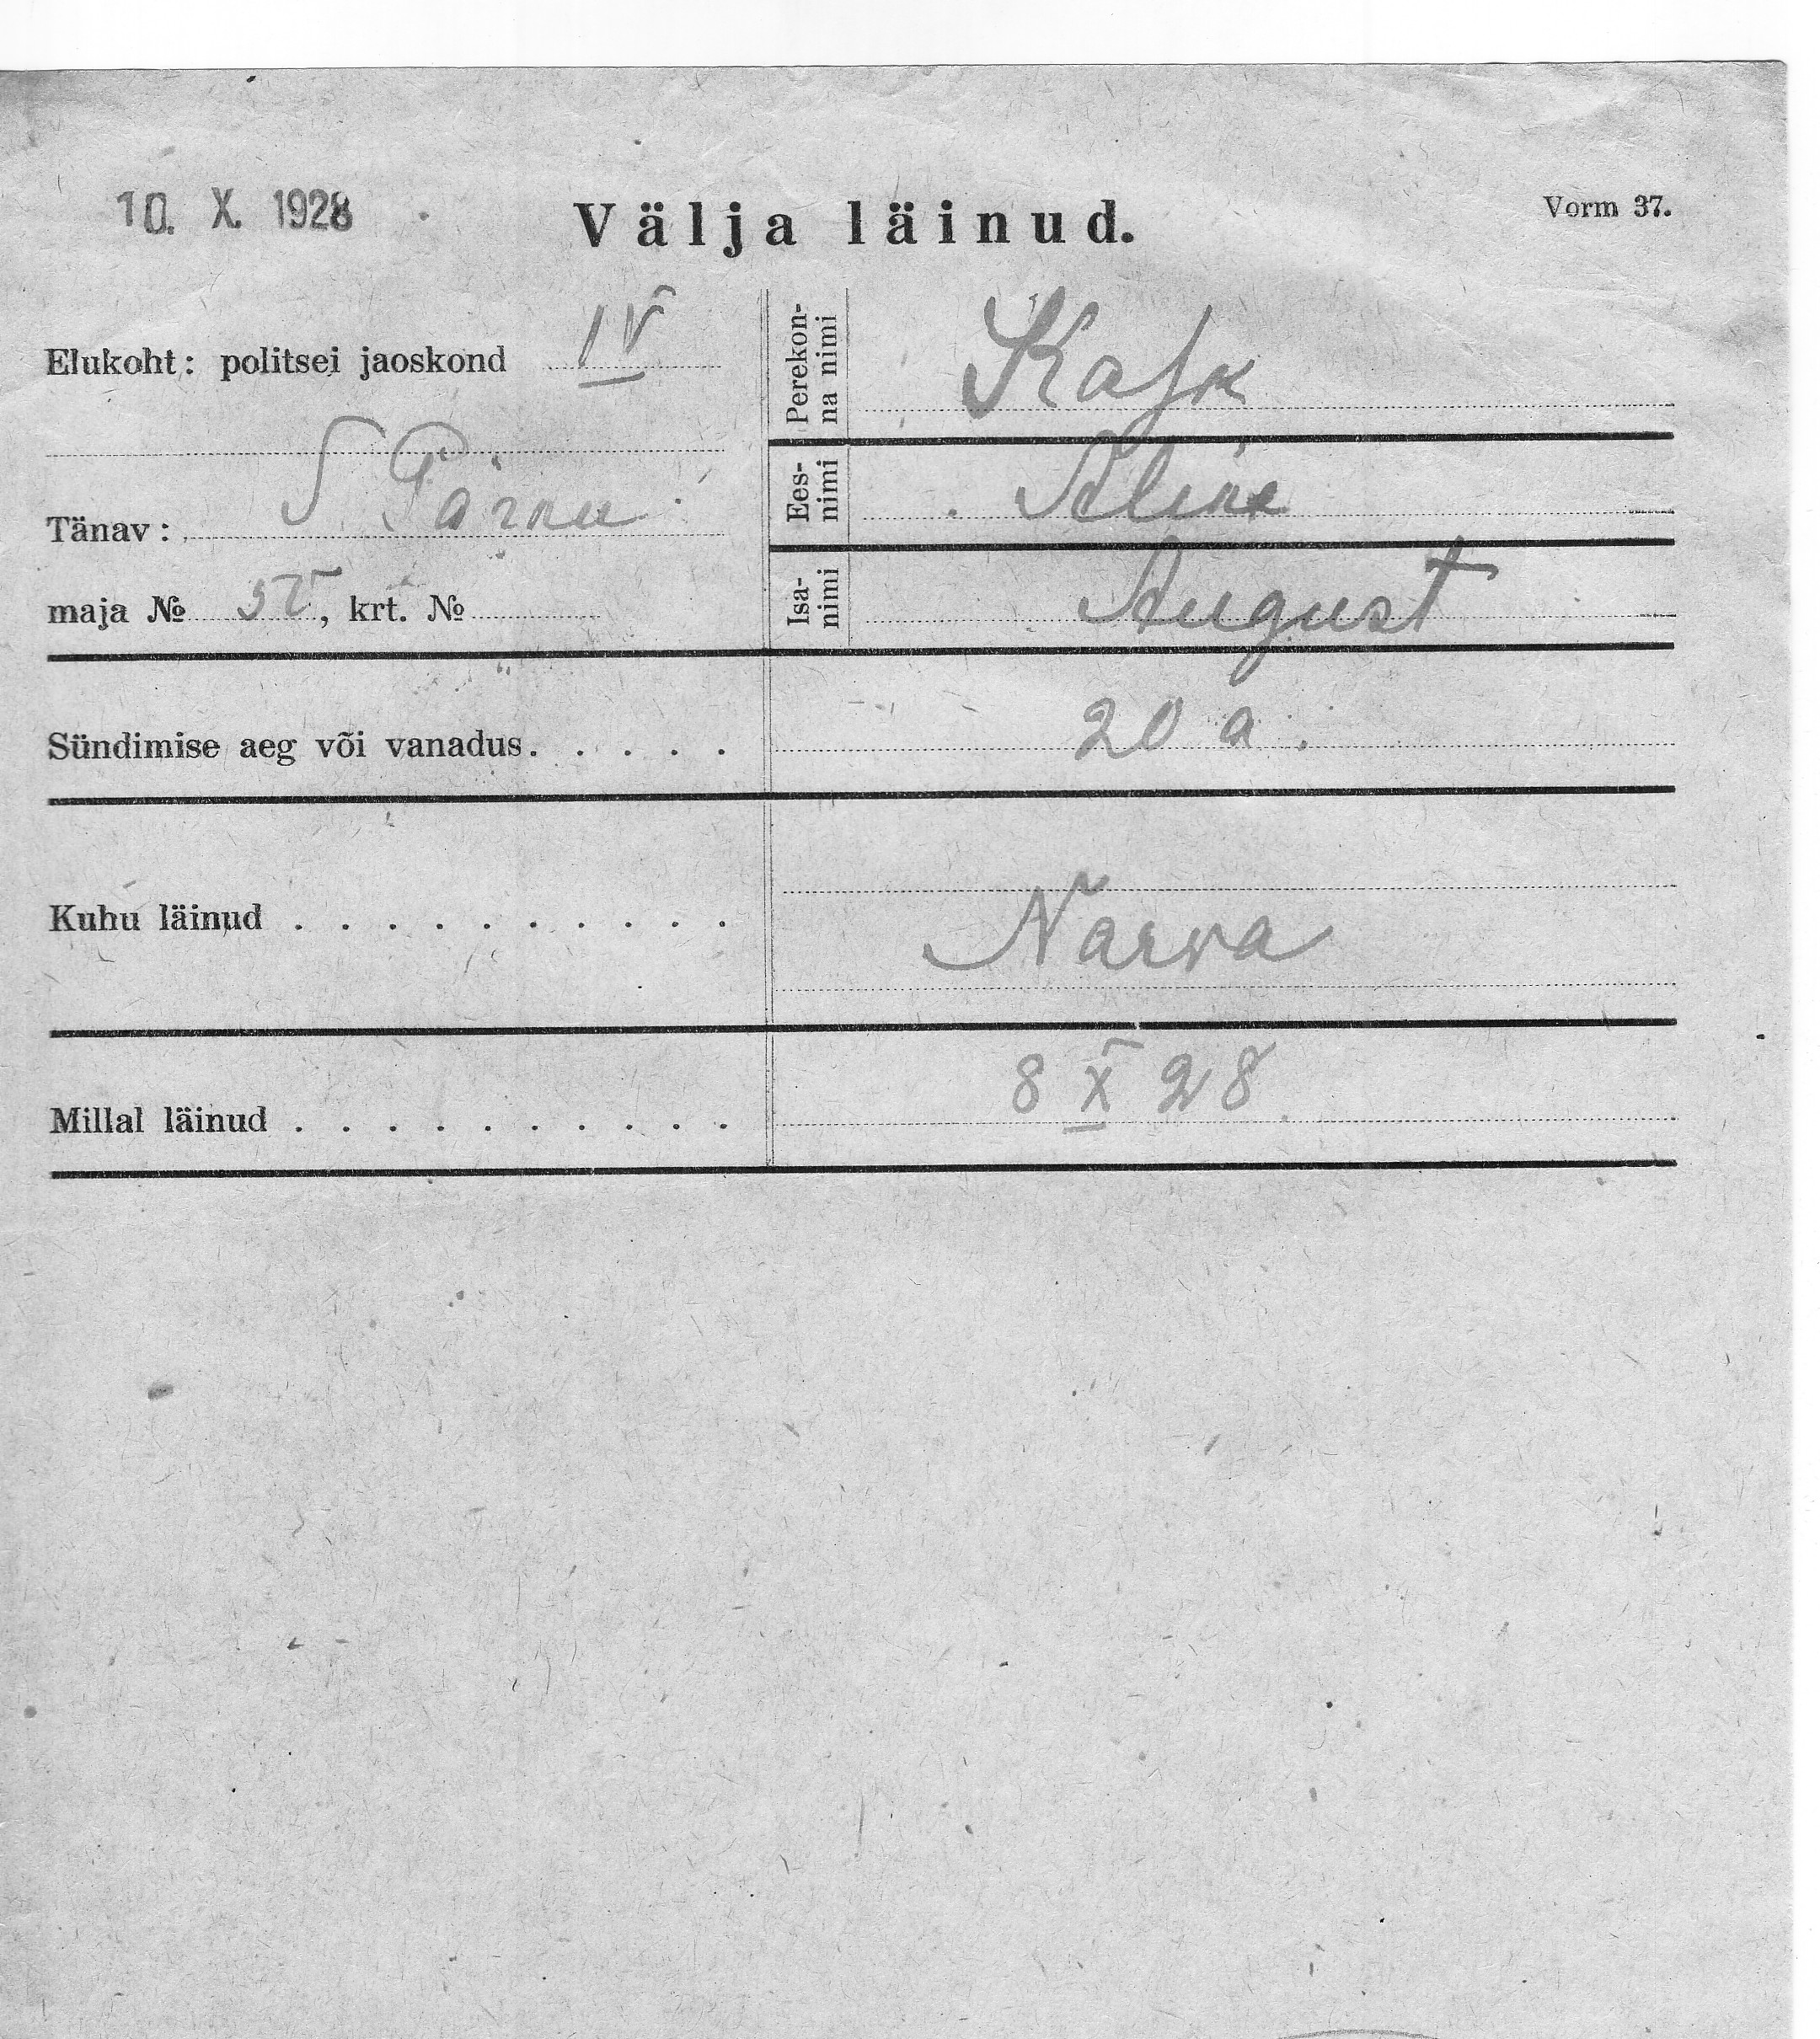 10. X. 1928
Välja läinud.
Vorm 37.
Elukoht: politsei jaoskond IV
Tänav: S Pärnu
maja №, krt. №
Perekonna nimi Kask
Eesnimi Aline
Isanimi August
Sündimise aeg või vanadus. . . . . 20 a.
Kuhu läinud . . . . . . . . . . Narva
Millal läinud . . . . . . . . . . 8 X 28.